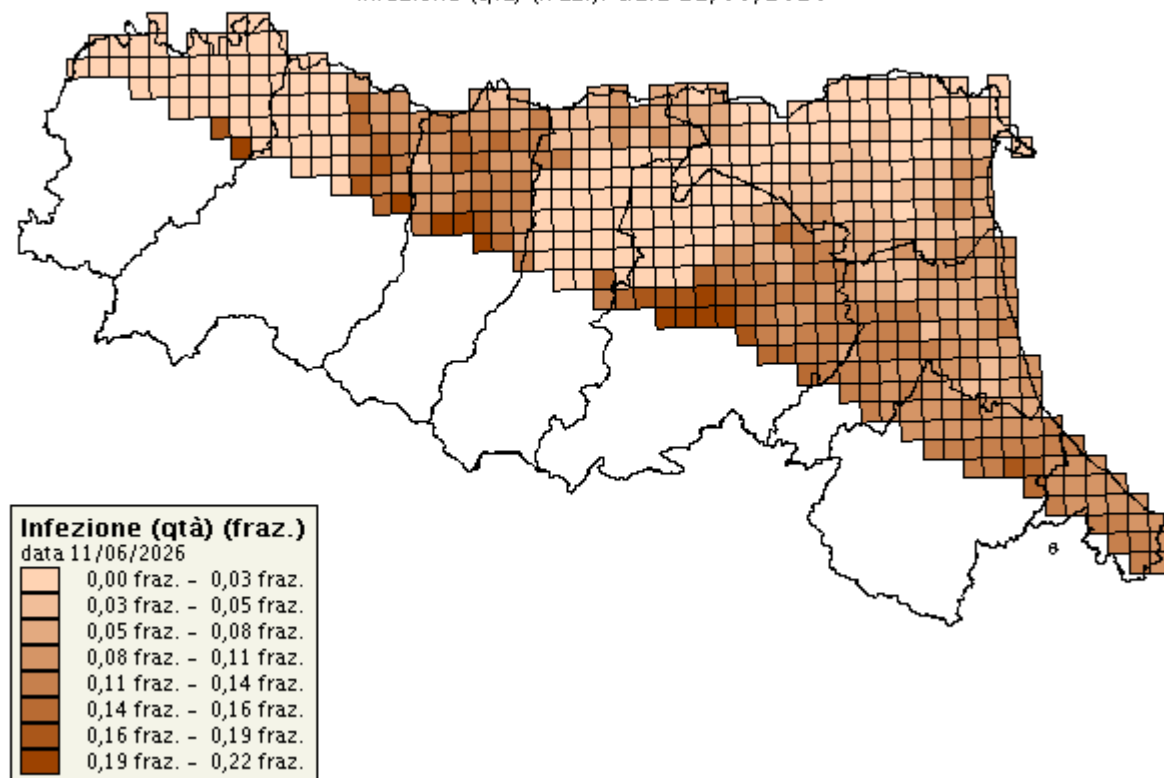 Infezione (qtà) (fraz.)
data 11/06/2026
0,00 fraz. - 0,03 fraz.
0,03 fraz. - 0,05 fraz.
0,05 fraz. - 0,08 fraz.
0,08 fraz. - 0,11 fraz.
0,11 fraz. - 0,14 fraz.
0,14 fraz. - 0,16 fraz.
0,16 fraz. - 0,19 fraz.
0,19 fraz. - 0,22 fraz.